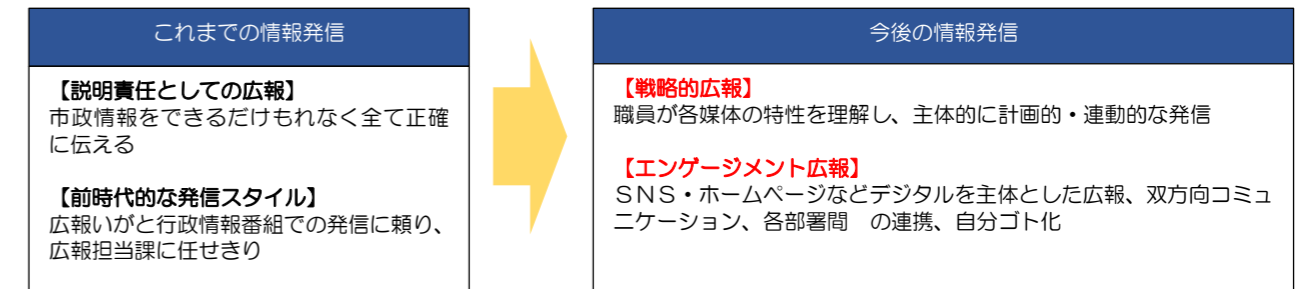 これまでの情報発信
【説明責任としての広報】
市政情報をできるだけもれなく全て正確
に伝える
【前時代的な発信スタイル】
広報いがと行政情報番組での発信に頼り、
広報担当課に任せきり
今後の情報発信
【戦略的広報】
職員が各媒体の特性を理解し、主体的に計画的・連動的な発信
【エンゲージメント広報】
ＳＮＳ・ホームページなどデジタルを主体とした広報、双方向コミュ
ニケーション、各部署間　の連携、自分ゴト化